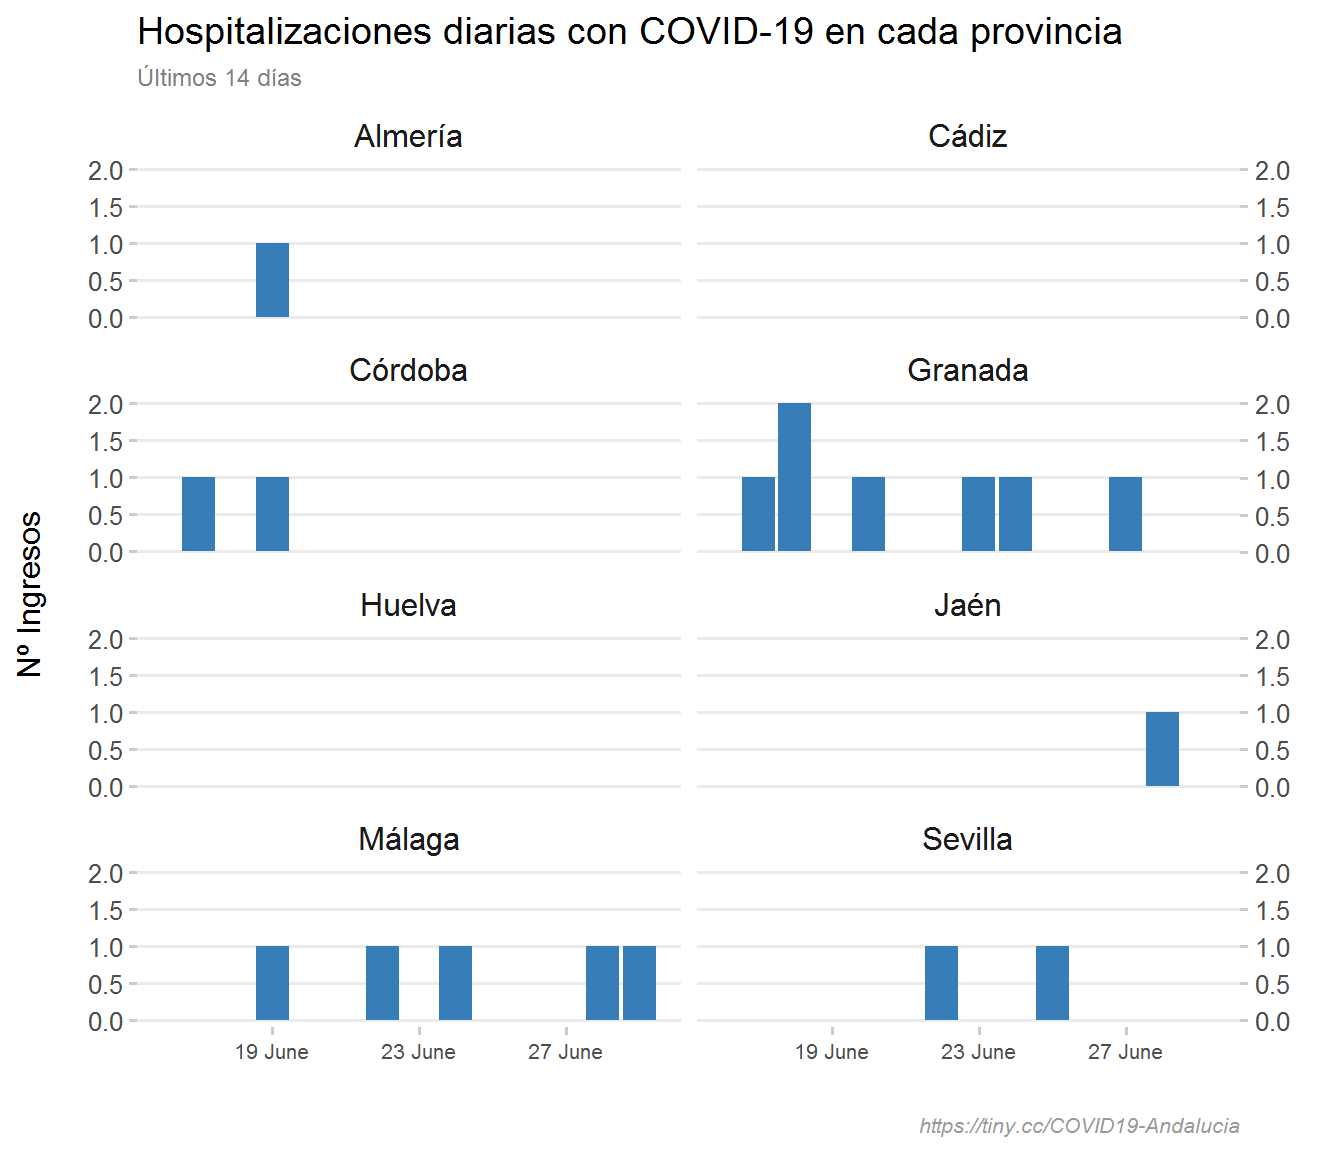 Hospitalizaciones diarias con COVID-19 en cada provincia
Últimos 14 días
Almería
Cádiz
2.0
1.5
1.0
0.5
0.0
2.0
1.5
1.0
0.5
0.0
Córdoba
Granada
2.0
1.5
1.0
0.5
0.0
2.0
1.5
1.0
0.5
0.0
Nº Ingresos
Huelva
Jaén
2.0
1.5
1.0
0.5
0.0
2.0
1.5
1.0
0.5
0.0
Málaga
Sevilla
2.0
1.5
1.0
0.5
0.0
2.0
1.5
1.0
0.5
0.0
19 June 23 June 27 June
19 June 23 June 27 June
https://tiny.cc/COVID19-Andalucia